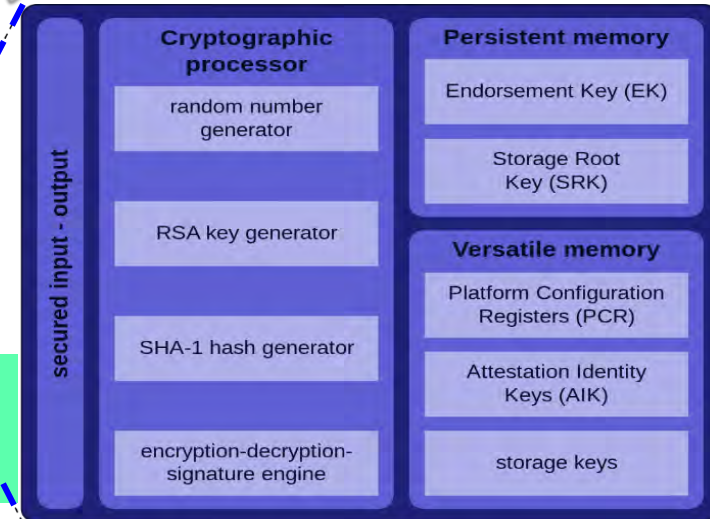 secured input - output
Cryptographic
processor
random number
generator
RSA key generator
SHA-1 hash generator
encryption-decryption-
signature engine
Persistent memory
Endorsement Key (EK)
Storage Root
Key (SRK)
Versatile memory
Platform Configuration
Registers (PCR)
Attestation Identity
Keys (AIK)
storage keys